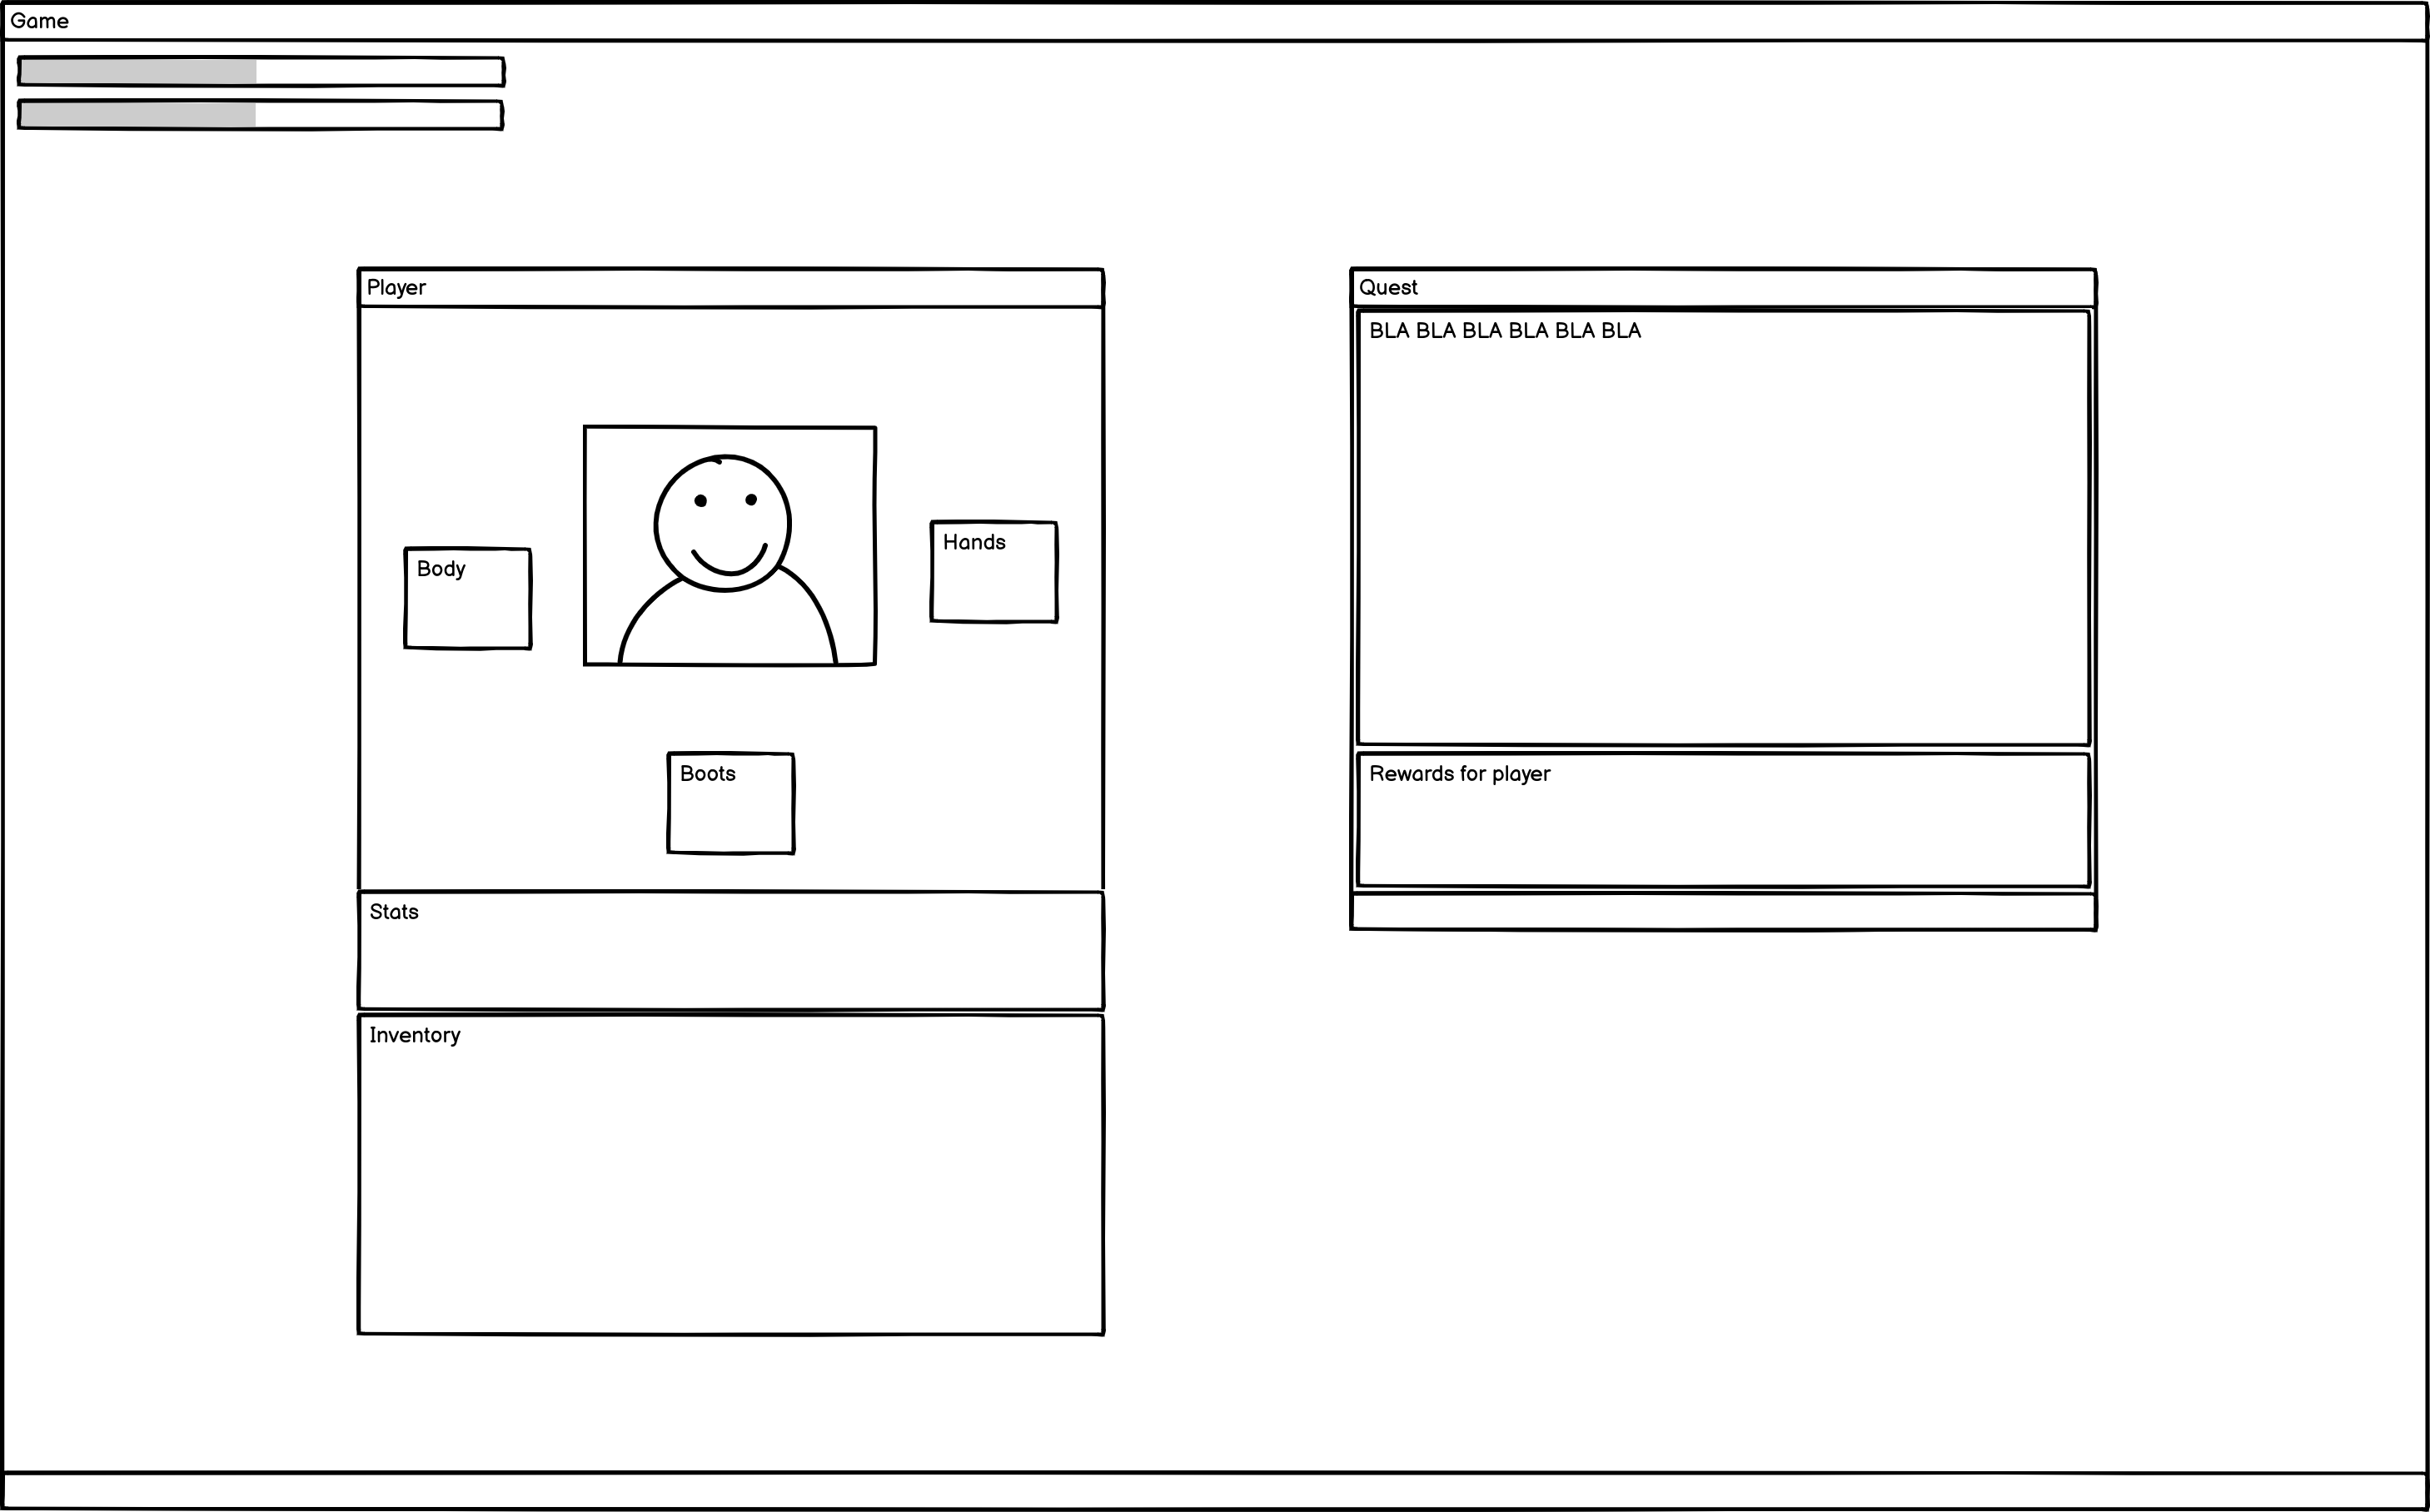 Game
Player
Body
Hands
Boots
Stats
Inventory
Quest
BLA BLA BLA BLA BLA BLA
Rewards for player